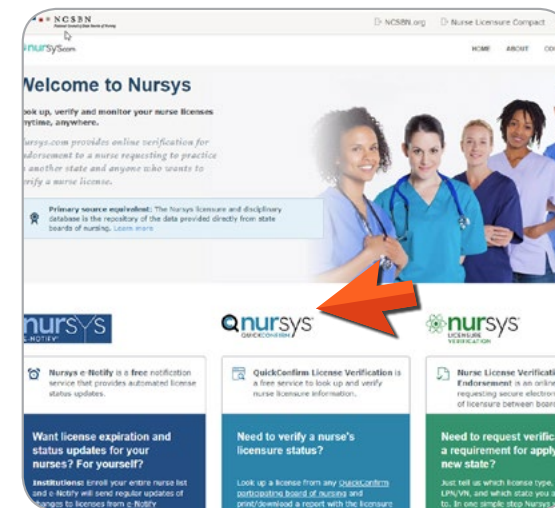 NCSBN
NCSBN.org
Nurse Licensure Compact
nursys.com
HOME
ABOUT
Welcome to Nursys
ook up, verify and monitor your nurse licenses
nytime, anywhere.
Nursys.com provides online verification for
ndorsement to a nurse requesting to practice
another state and anyone who wants to
erify a nurse license.
Primary source equivalent: The Nursys licensure and disciplinary
database is the repository of the data provided directly from state
boards of nursing. Learn more
nursys
E-NOTIFY
Nursys e-Notify is a free notification
service that provides automated license
status updates.
Want license expiration and
status updates for your
nurses? For yourself?
Institutions: Enroll your entire nurse list
and e-Notify will send regular updates of
changes to licenses from e-Notify
nursys
QUICKCONFIRM
QuickConfirm License Verification is
a free service to look up and verify
nurse licensure information.
Need to verify a nurse's
licensure status?
Look up a license from any QuickConfirm
participating board of nursing and
print/download a report with the licensure
nursys
LICENSURE
VERIFICATION
Nurse License Verificati
Endorsement is an online
requesting secure electron
of licensure between board
Need to request verific
a requirement for apply
new state?
Just tell us which license type,
LPN/VN, and which state you a
to. In one simple step Nursys